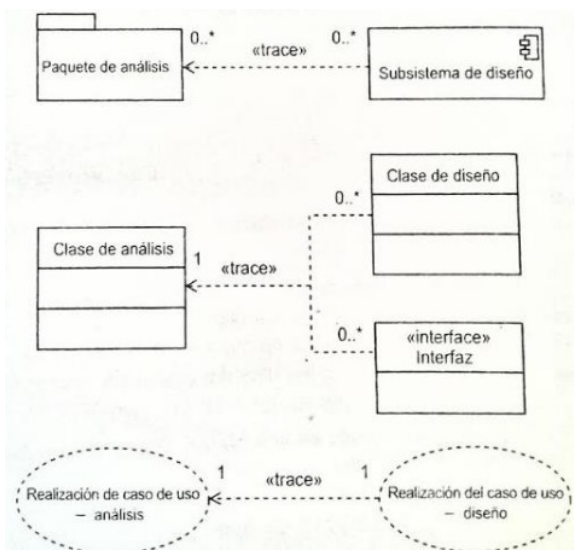 0..*
0..*
«trace»
Paquete de análisis
Subsistema de diseño
Clase de diseño
0..*
Clase de análisis
1
«trace»
0..*
«interface»
Interfaz
1
«trace»
1
Realización de caso de uso
– análisis
Realización del caso de uso
– diseño